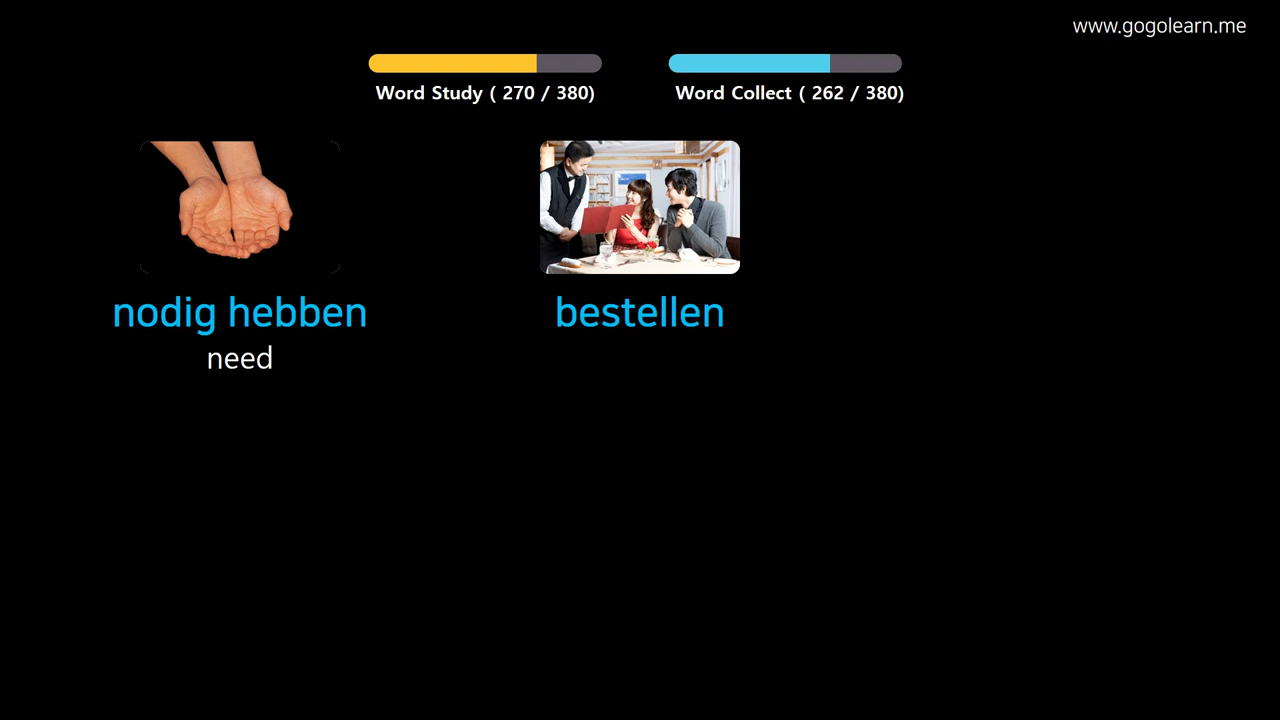 www.gogolearn.me
Word Study ( 270 / 380)
Word Collect ( 262 / 380)
nodig hebben
need
bestellen